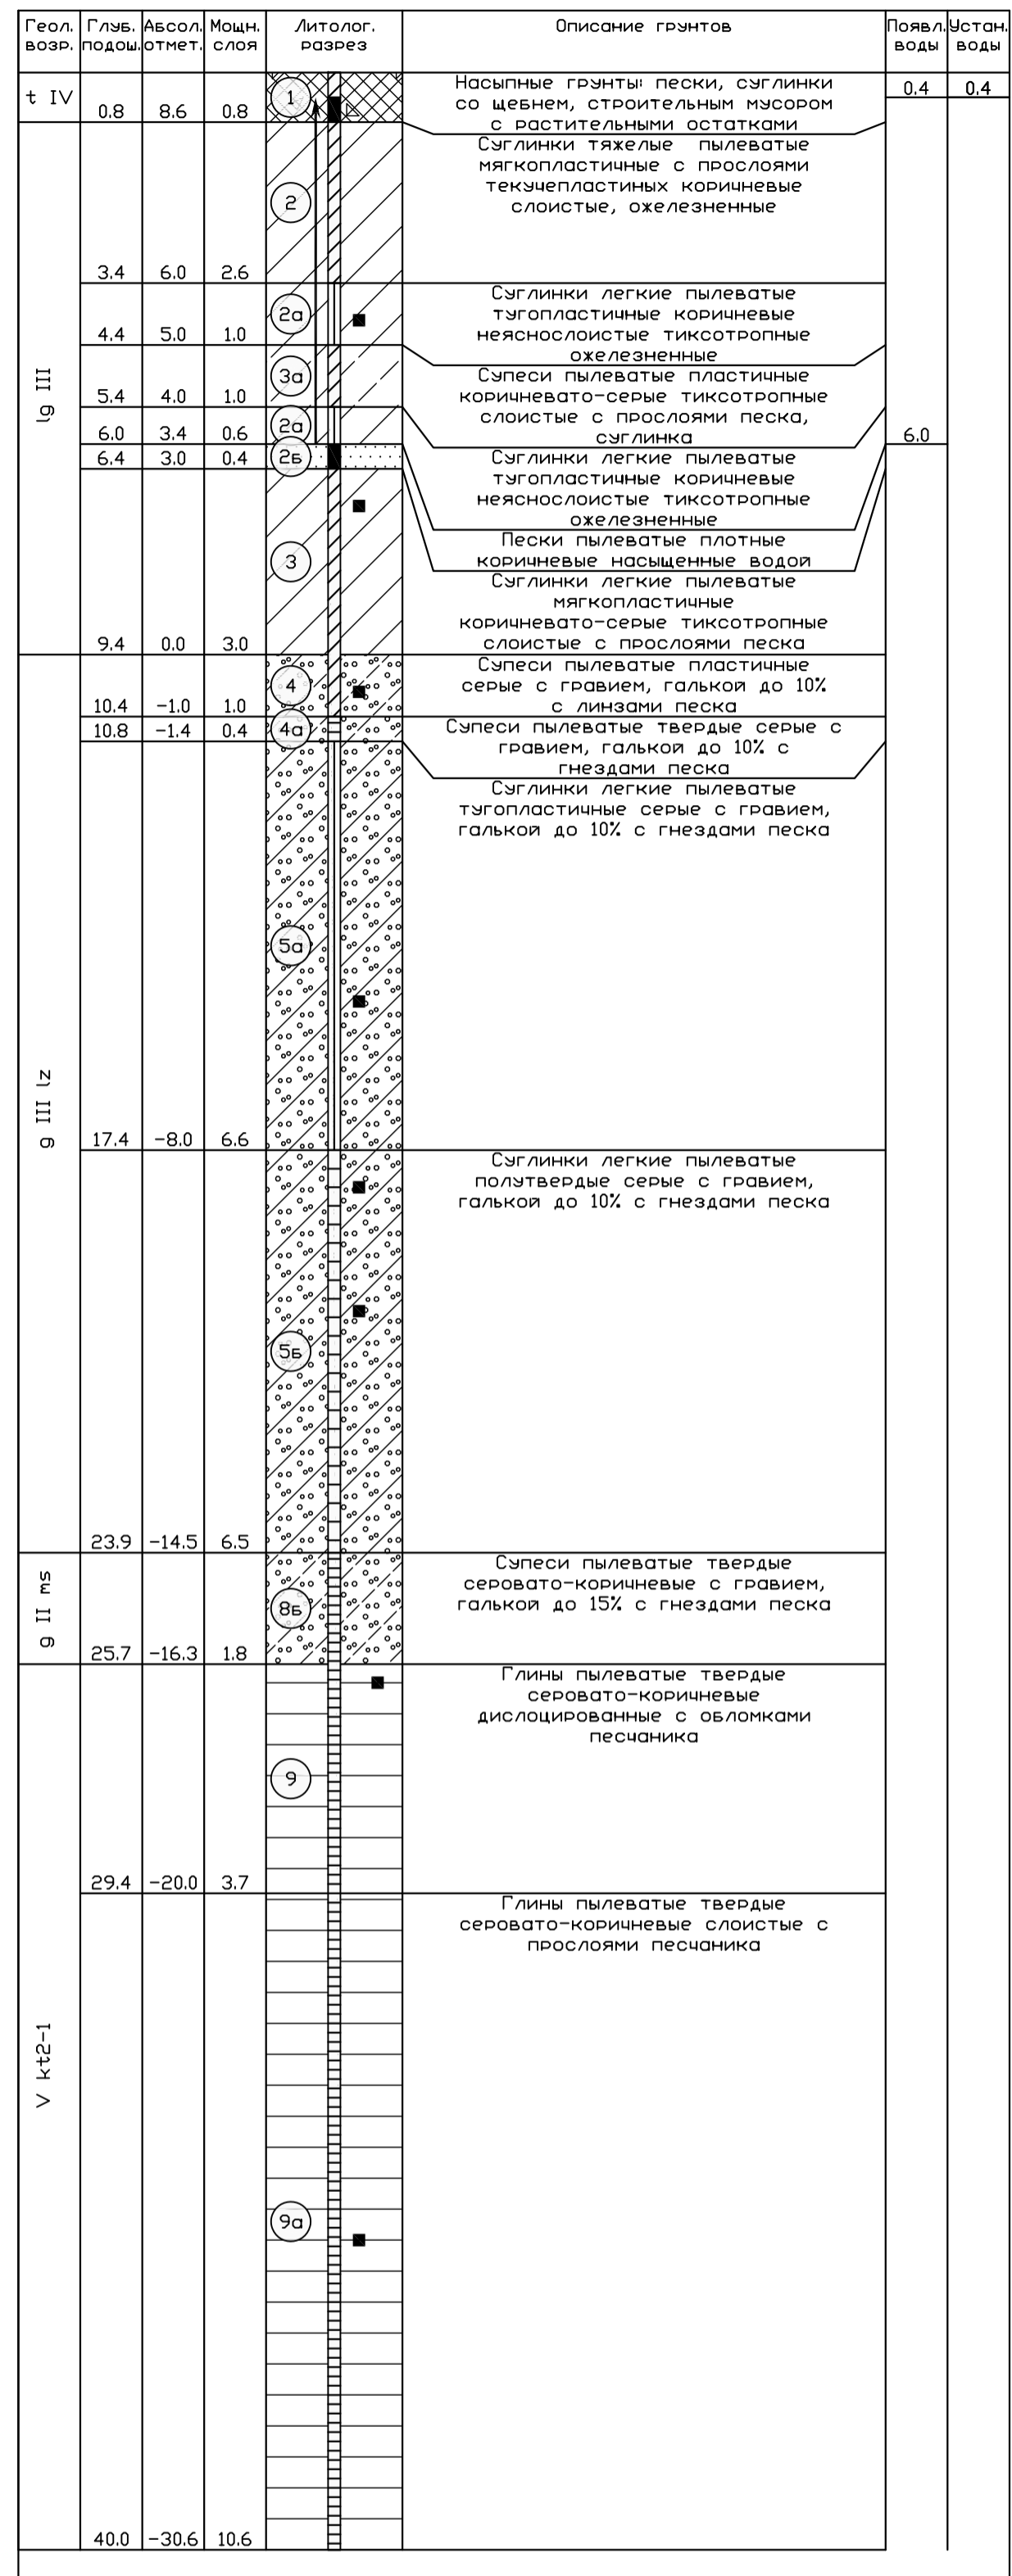 Геол. Глуб. Абсол. Мощн. Литолог. Описание грунтов Появл. Устан.
возр. подош. отмет. слоя разрез воды воды
Насыпные грунты: пески, суглинки
t IV 1 0.4 0.4
0.8 8.6 0.8 со щебнем, строительным мусором
с растительными остатками
Суглинки тяжелые пылеватые
мягкопластичные с прослоями
текучепластиных коричневые
2 слоистые, ожелезненные
3.4 6.0 2.6
Суглинки легкие пылеватые
2а тугопластичные коричневые
4.4 5.0 1.0 неяснослоистые тиксотропные
ожелезненные
lg III
3а Супеси пылеватые пластичные
5.4 4.0 1.0 коричневато-серые тиксотропные
2а слоистые с прослоями песка,
6.0 3.4 0.6 суглинка 6.0
6.4 3.0 0.4 2Б Суглинки легкие пылеватые
тугопластичные коричневые
неяснослоистые тиксотропные
ожелезненные
Пески пылеватые плотные
3 коричневые насыщенные водой
Суглинки легкие пылеватые
мягкопластичные
коричневато-серые тиксотропные
9.4 0.0 3.0 слоистые с прослоями песка
Супеси пылеватые пластичные
4 серые с гравием, галькой до 10%
10.4 -1.0 1.0 с линзами песка
10.8 -1.4 0.4 4а Супеси пылеватые твердые серые с
гравием, галькой до 10% с
гнездами песка
Суглинки легкие пылеватые
тугопластичные серые с гравием,
галькой до 10% с гнездами песка
5а
g III lz
17.4 -8.0 6.6
Суглинки легкие пылеватые
полутвердые серые с гравием,
галькой до 10% с гнездами песка
5Б
23.9 -14.5 6.5
Супеси пылеватые твердые
серовато-коричневые с гравием,
галькой до 15% с гнездами песка
g II ms 8Б
25.7 -16.3 1.8
Глины пылеватые твердые
серовато-коричневые
дислоцированные с обломками
песчаника
9
29.4 -20.0 3.7
Глины пылеватые твердые
серовато-коричневые слоистые с
прослоями песчаника
V kt2-1
9а
40.0 -30.6 10.6